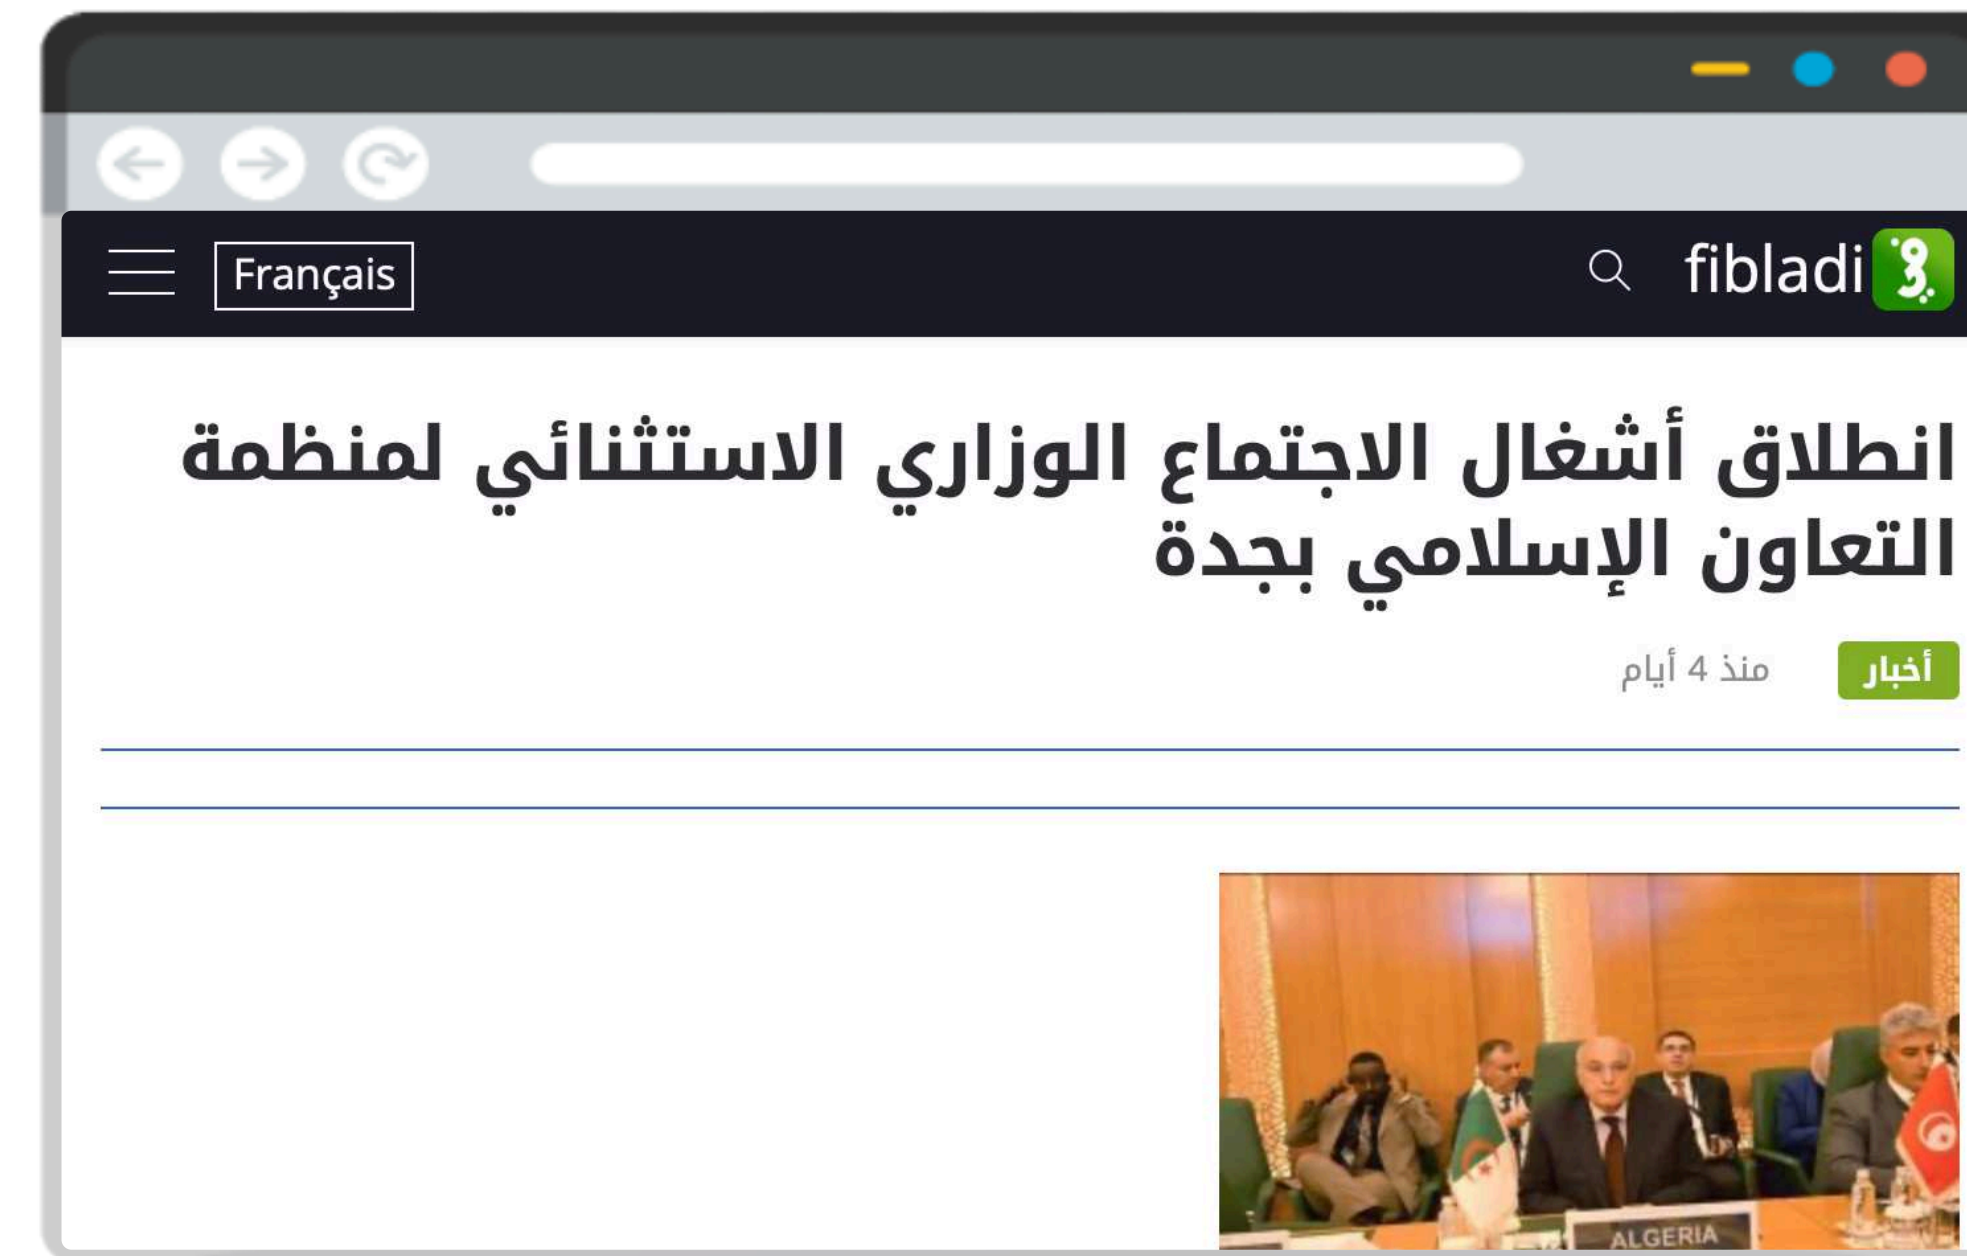 Français
fibladi
انطلاق أشغال الاجتماع الوزاري الاستثنائي لمنظمة
التعاون الإسلامي بجدة
أخبار
منذ 4 أيام
ALGERIA